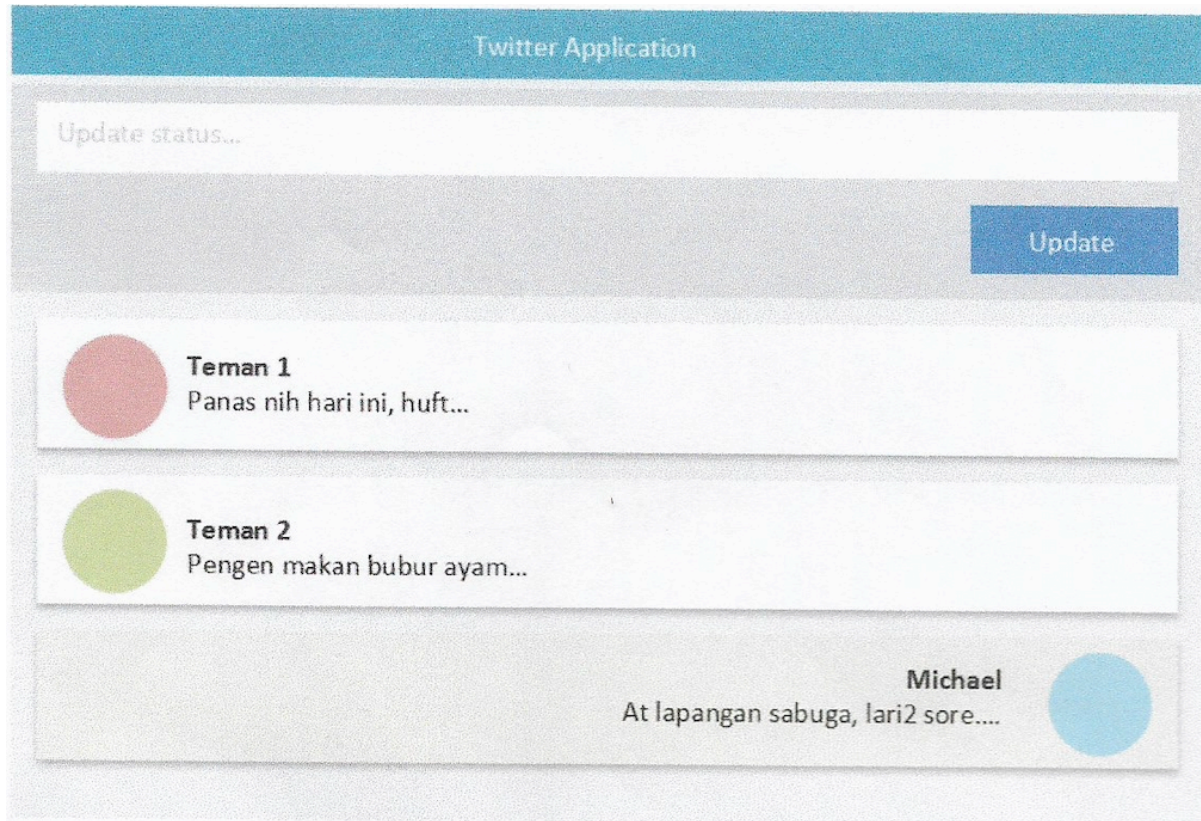 Twitter Application
Update status...
Update
Teman 1
Panas nih hari ini, huft...
Teman 2
Pengen makan bubur ayam...
Michael
At lapangan sabuga, lari2 sore....